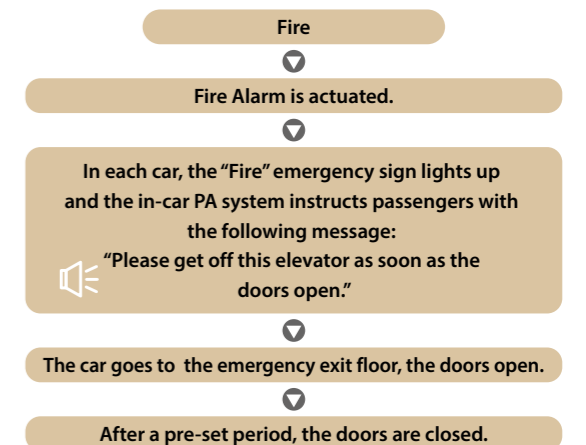 Fire
Fire Alarm is actuated.
In each car, the “Fire” emergency sign lights up
and the in-car PA system instructs passengers with
the following message:
“Please get off this elevator as soon as the
doors open.”
The car goes to the emergency exit floor, the doors open.
After a pre-set period, the doors are closed.